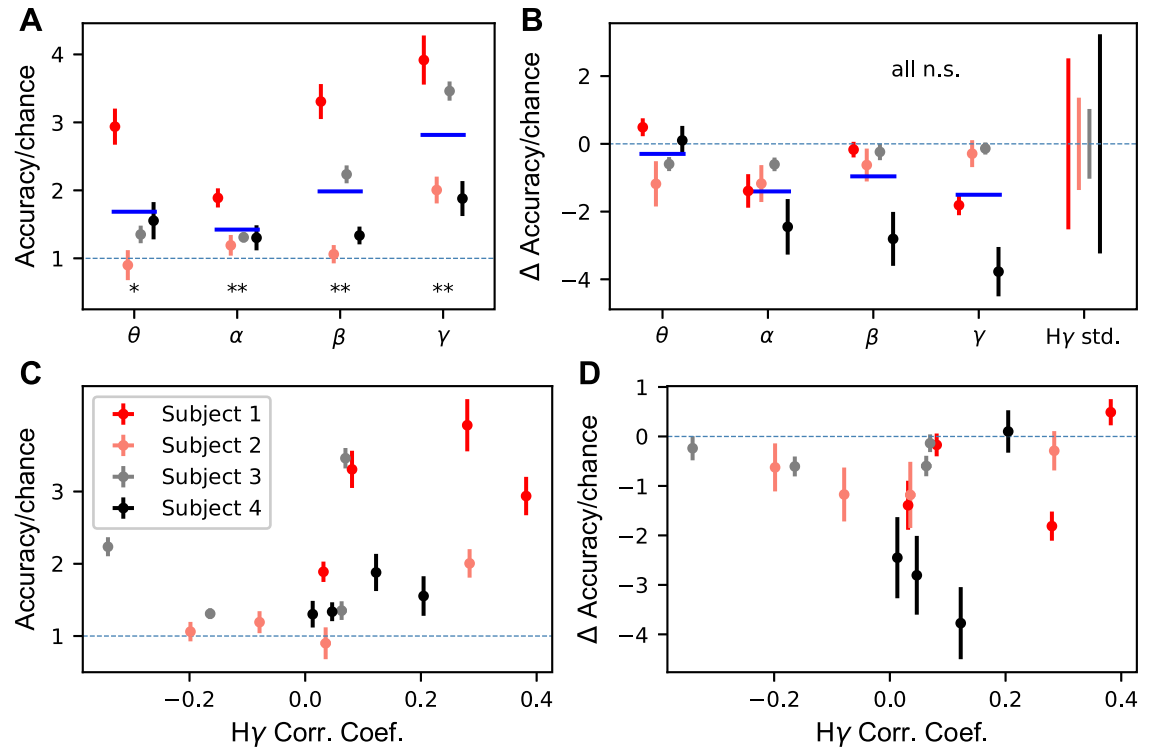 A
Accuracy/chance
4
3
2
1
* ** ** **
θ α β γ
B
Δ Accuracy/chance
all n.s.
2
0
−2
−4
θ α β γ Hγ std.
C
Accuracy/chance
3
2
1
Subject 1
Subject 2
Subject 3
Subject 4
−0.2 0.0 0.2 0.4
Hγ Corr. Coef.
D
Δ Accuracy/chance
1
0
−1
−2
−3
−4
−0.2 0.0 0.2 0.4
Hγ Corr. Coef.